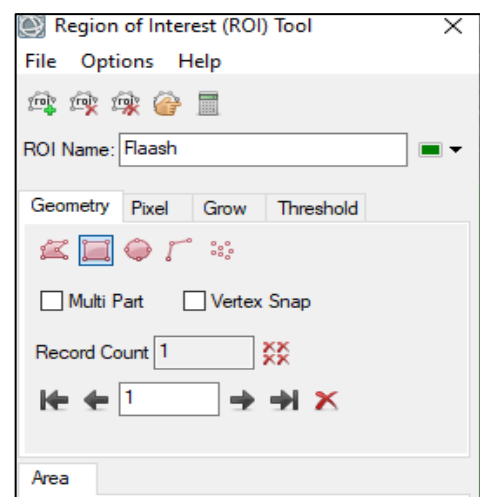 Region of Interest (ROI) Tool
File Options Help
ROI Name: Flaash
Geometry Pixel Grow Threshold
Multi Part Vertex Snap
Record Count 1
1
Area